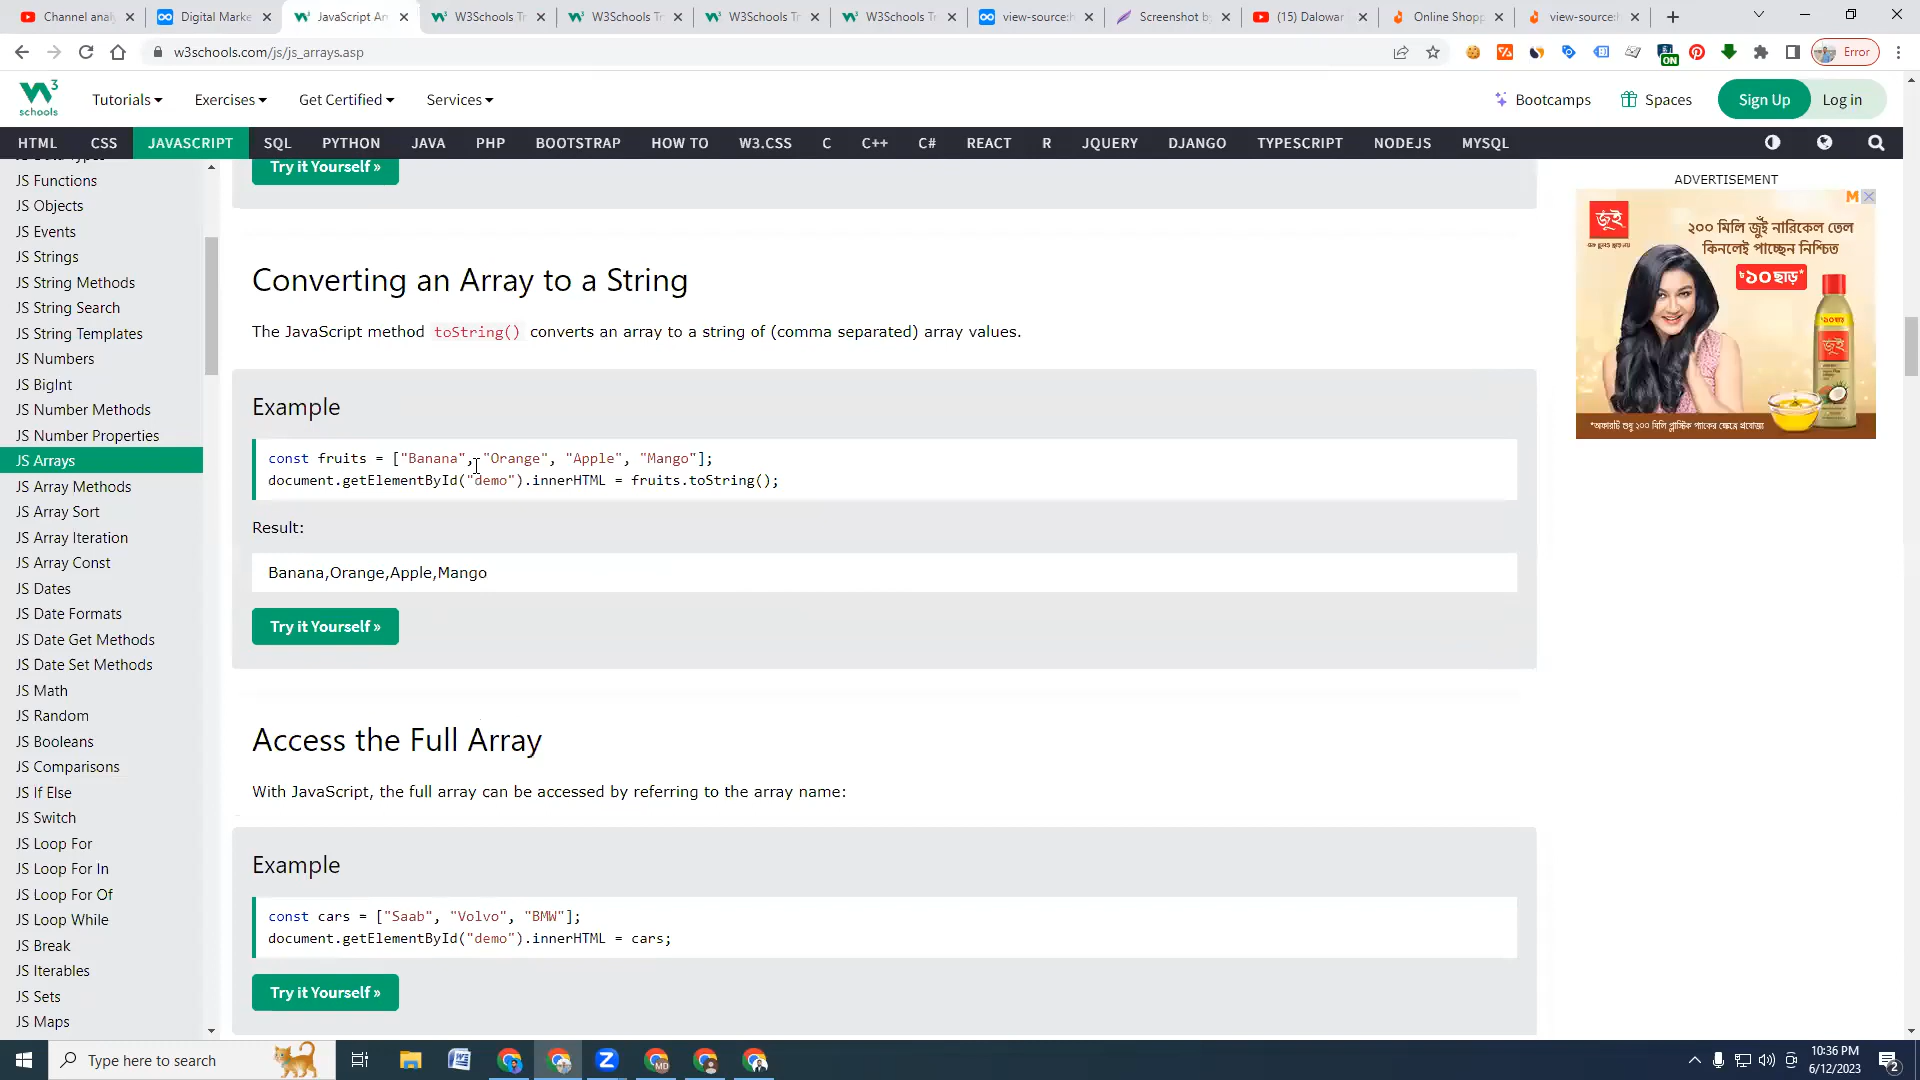 Channel anal
Digital Marke
JavaScript Arr
W3Schools Tr
W3Schools Tr
W3Schools Tr
W3Schools Tr
view-source:h
Screenshot by
(15) Dalowar
Online Shopp
view-source:h
w3schools.com/js/js_arrays.asp
ON
Error
W3
schools
Tutorials
Exercises
Get Certified
Services
Bootcamps
Spaces
Sign Up
Log in
HTML CSS JAVASCRIPT SQL PYTHON JAVA PHP BOOTSTRAP HOW TO W3.CSS C C++ C# REACT R JQUERY DJANGO TYPESCRIPT NODEJS MYSQL
JS Data Types
JS Functions
JS Objects
JS Events
JS Strings
JS String Methods
JS String Search
JS String Templates
JS Numbers
JS BigInt
JS Number Methods
JS Number Properties
JS Arrays
JS Array Methods
JS Array Sort
JS Array Iteration
JS Array Const
JS Dates
JS Date Formats
JS Date Get Methods
JS Date Set Methods
JS Math
JS Random
JS Booleans
JS Comparisons
JS If Else
JS Switch
JS Loop For
JS Loop For In
JS Loop For Of
JS Loop While
JS Break
JS Iterables
JS Sets
JS Maps
Try it Yourself »
Converting an Array to a String
The JavaScript method toString() converts an array to a string of (comma separated) array values.
Example
const fruits = ["Banana", "Orange", "Apple", "Mango"];
document.getElementById("demo").innerHTML = fruits.toString();
Result:
Banana,Orange,Apple,Mango
Try it Yourself »
Access the Full Array
With JavaScript, the full array can be accessed by referring to the array name:
Example
const cars = ["Saab", "Volvo", "BMW"];
document.getElementById("demo").innerHTML = cars;
Try it Yourself »
ADVERTISEMENT
জুঁই
২০০ মিলি জুঁই নারিকেল তেল
কিনলেই পাচ্ছেন নিশ্চিত
৳১০ ছাড়*
জুঁই
Type here to search
MD
10:36 PM
6/12/2023
2